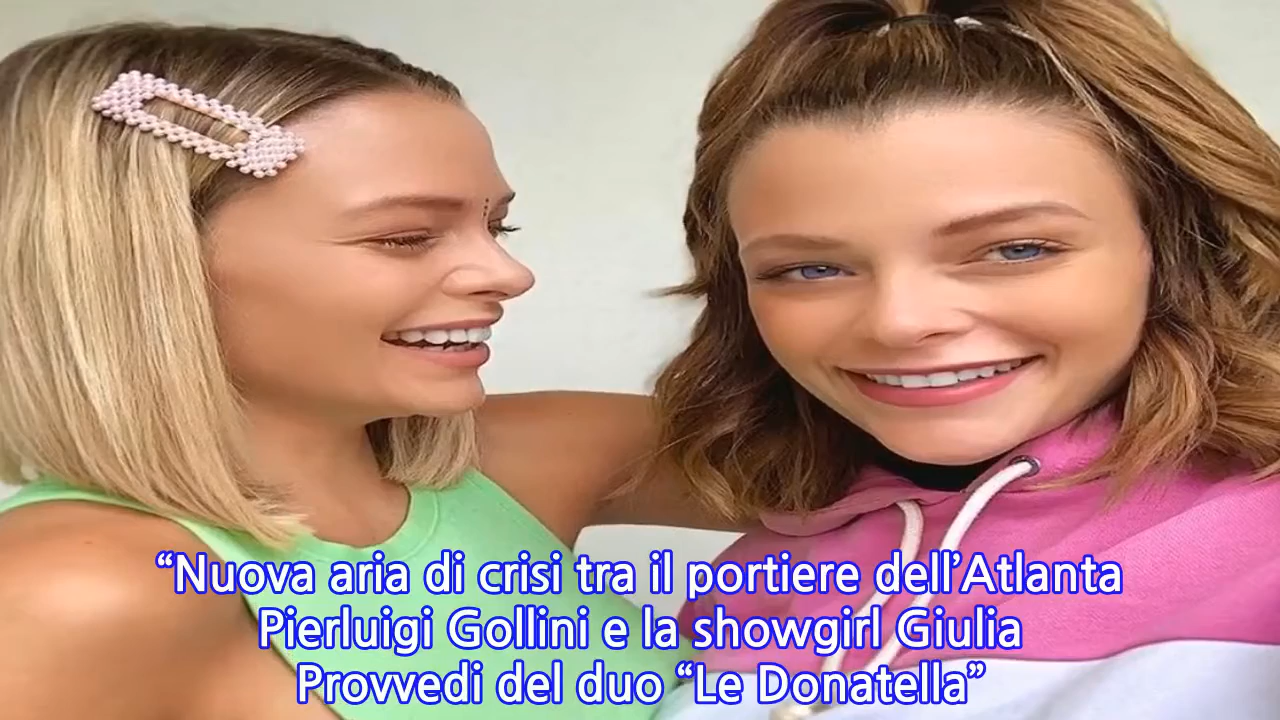 “Nuova aria di crisi tra il portiere dell’Atlanta
Pierluigi Gollini e la showgirl Giulia
Provvedi del duo “Le Donatella”